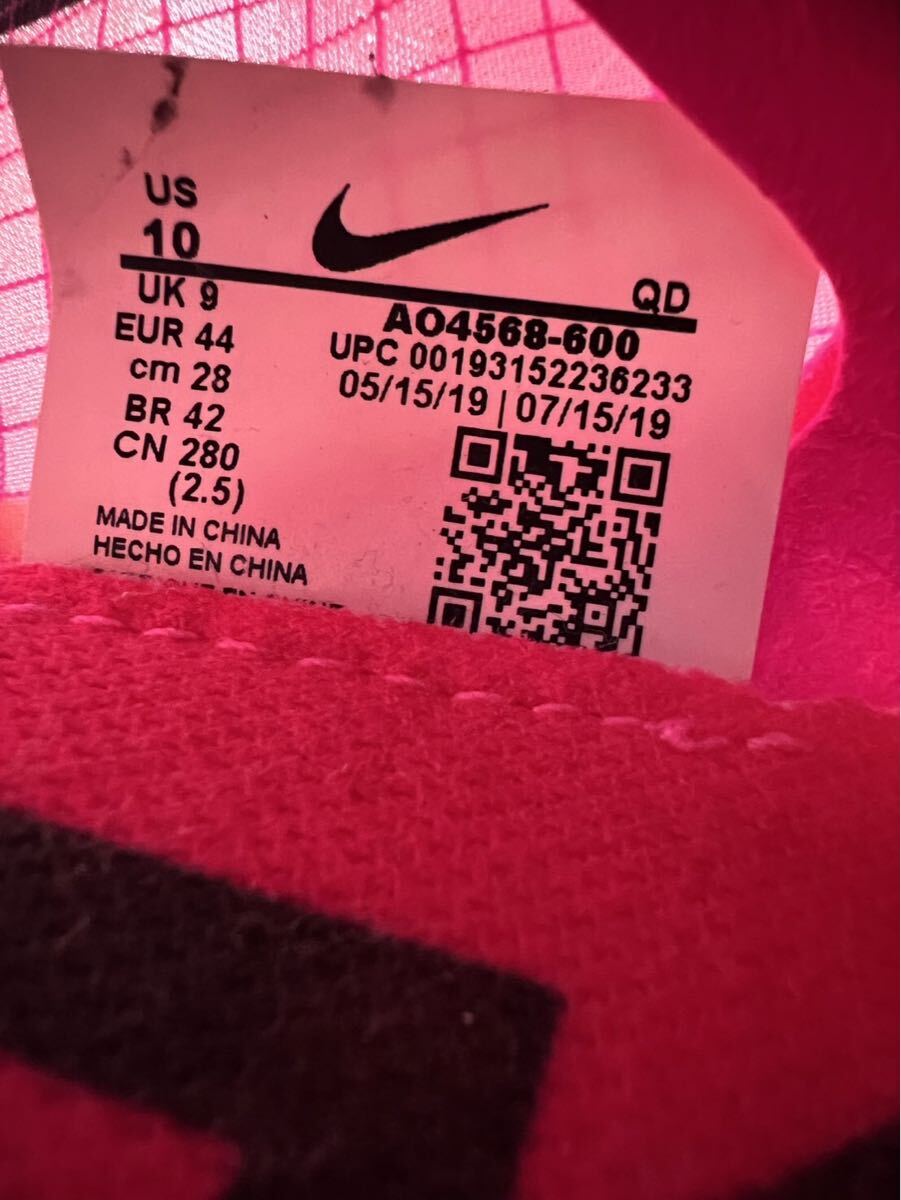 US
10
QD
UK 9
EUR 44
cm 28
BR 42
CN 280
(2.5)
AO4568-600
UPC 00193152236233
05/15/19 | 07/15/19
MADE IN CHINA
HECHO EN CHINA